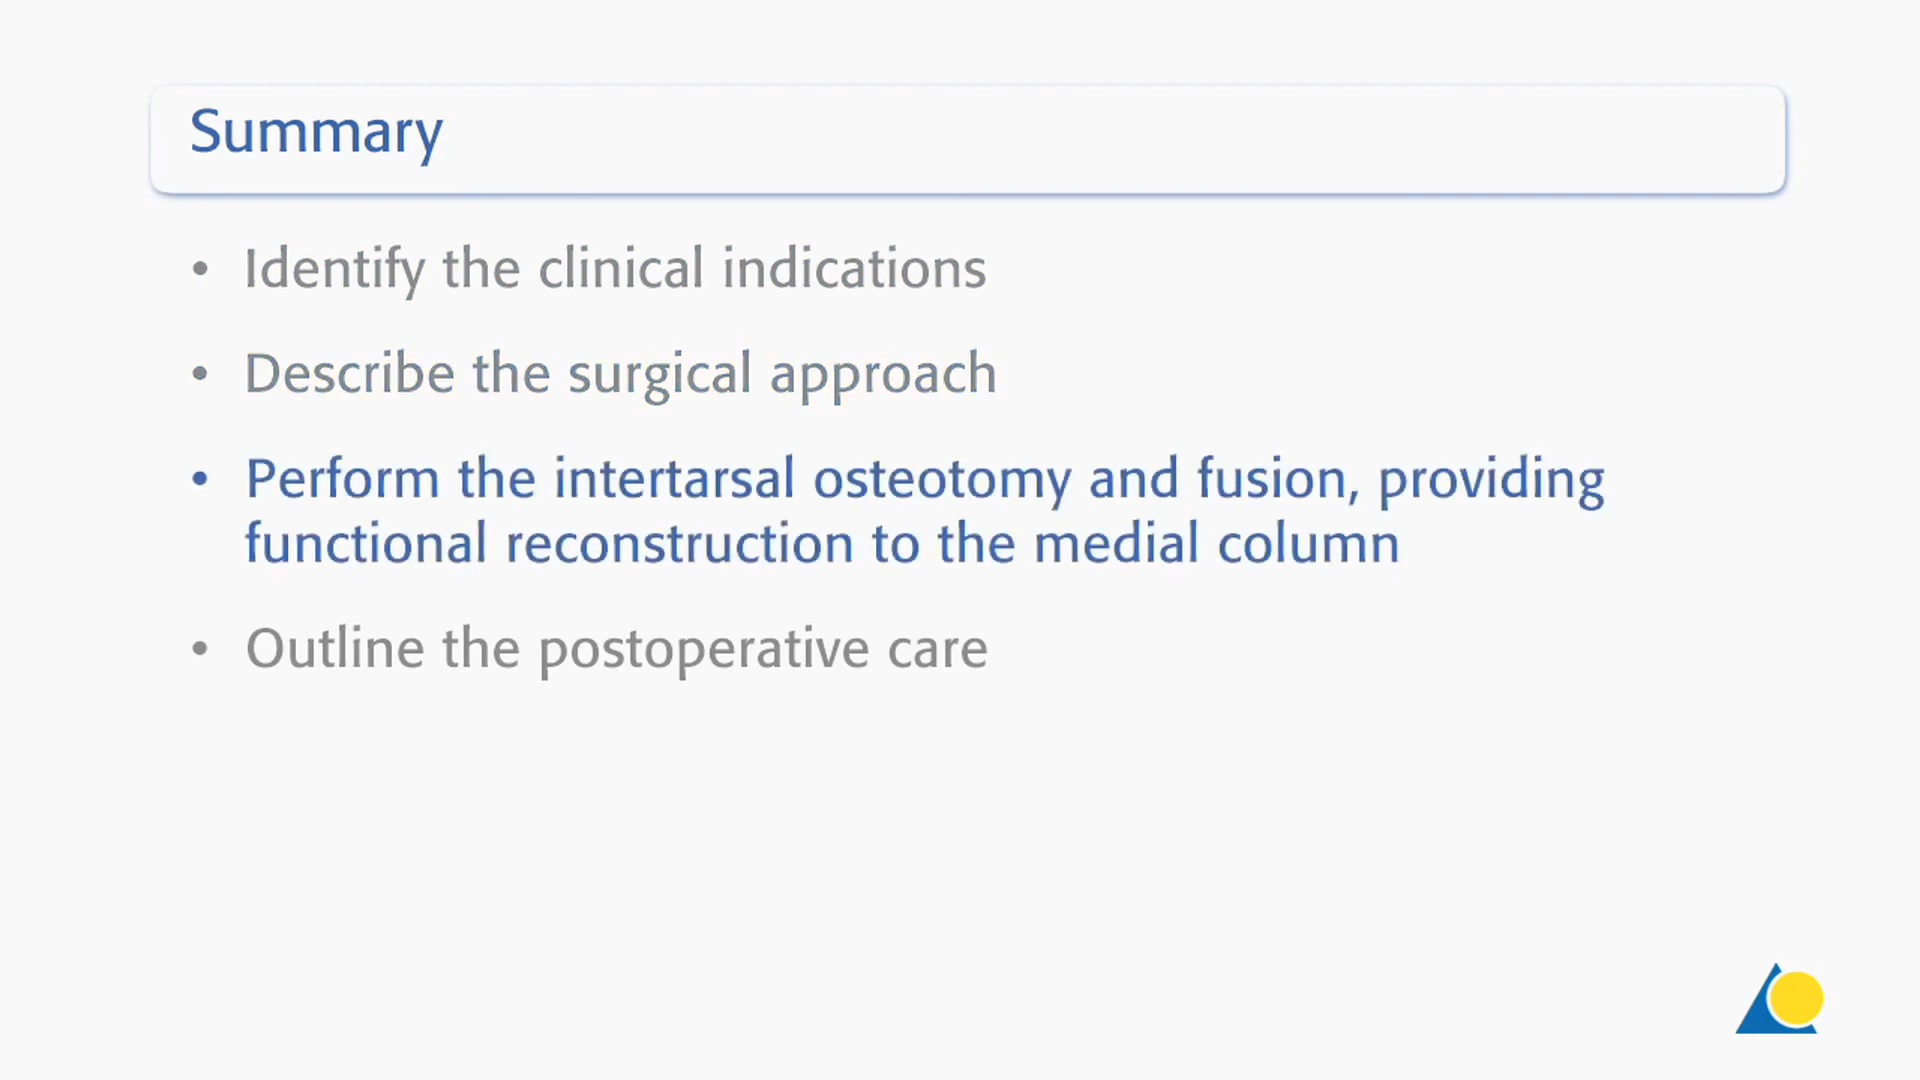 Summary
• Identify the clinical indications
• Describe the surgical approach
• Perform the intertarsal osteotomy and fusion, providing
functional reconstruction to the medial column
• Outline the postoperative care